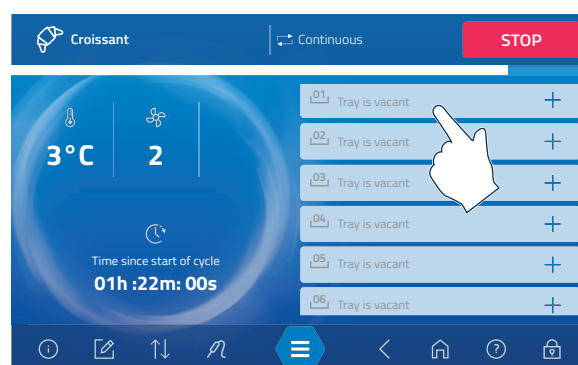 Croissant
Continuous
STOP
3°C
2
Time since start of cycle
01h :22m: 00s
01 Tray is vacant
02 Tray is vacant
03 Tray is vacant
04 Tray is vacant
05 Tray is vacant
06 Tray is vacant